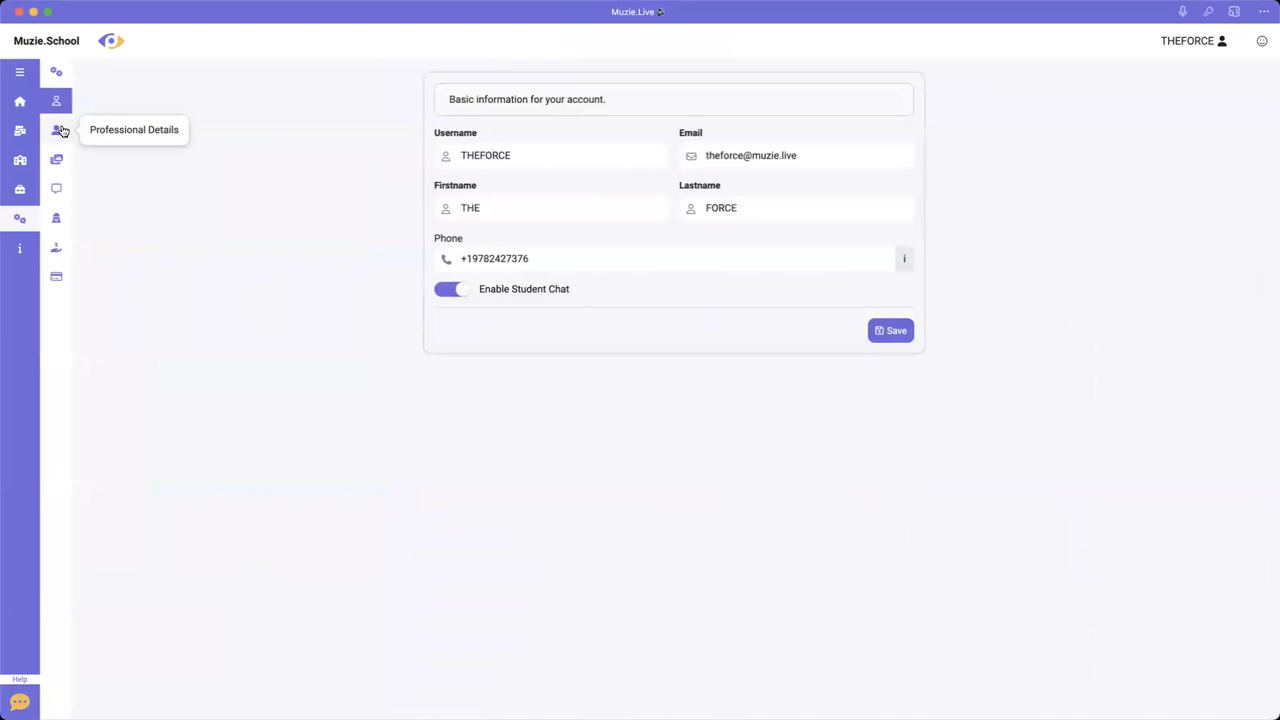 Muzie.Live
Muzie.School
THEFORCE
Professional Details
Basic information for your account.
Username
Email
THEFORCE
theforce@muzie.live
Firstname
Lastname
THE
FORCE
Phone
+19782427376
i
Enable Student Chat
Save
Help